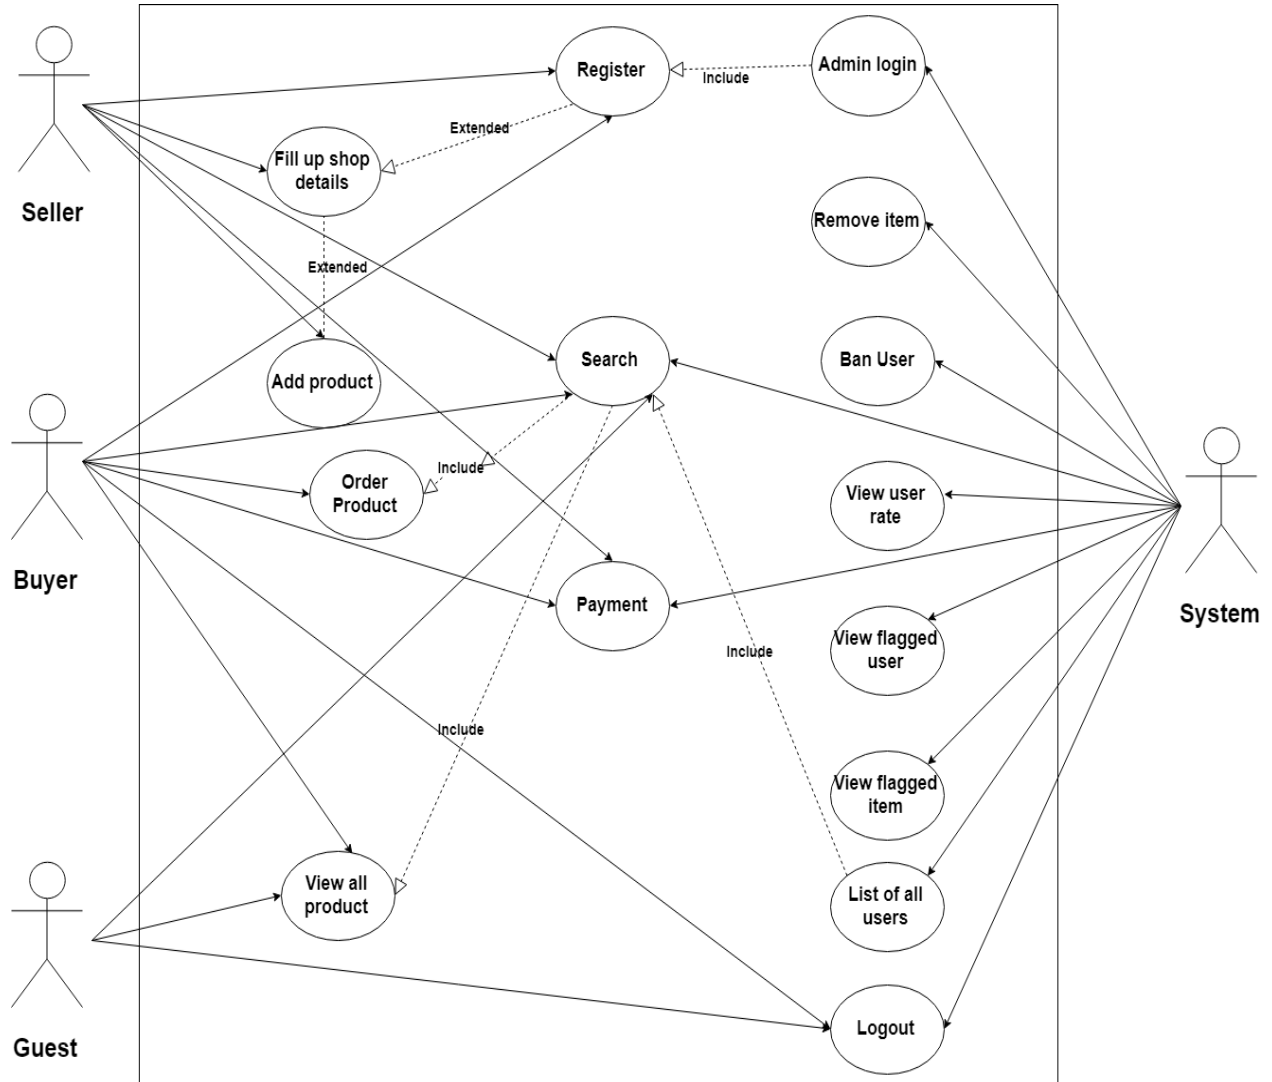 Register
Include
Admin login
Extended
Fill up shop
details
Seller
Remove item
Extended
Search
Ban User
Add product
Include
Order
Product
View user
rate
Buyer
Payment
System
View flagged
user
Include
Include
View flagged
item
View all
product
List of all
users
Logout
Guest